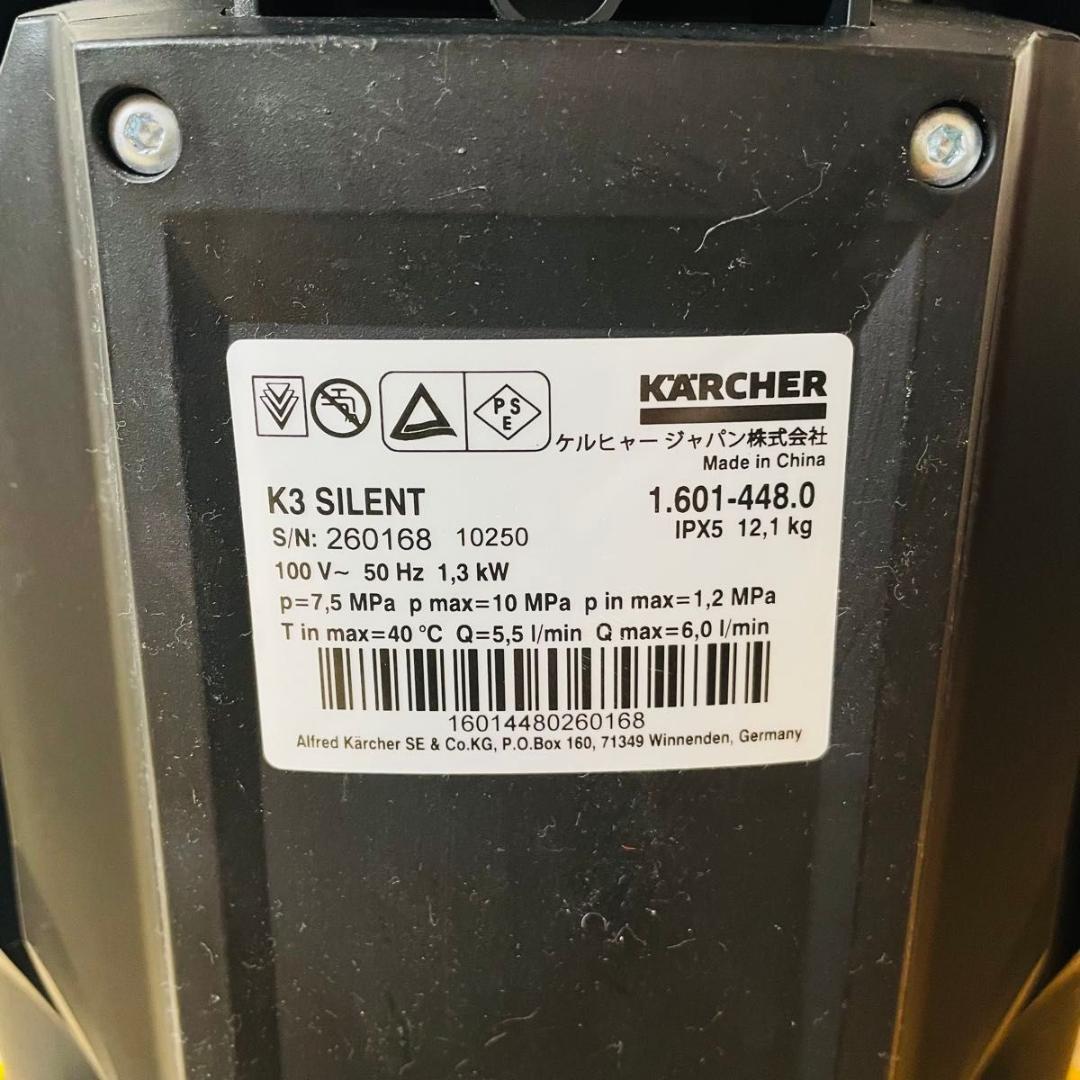 P S
E
KÄRCHER
ケルヒャー ジャパン株式会社
Made in China
K3 SILENT 1.601-448.0
S/N: 260168 10250 IPX5 12,1 kg
100 V~ 50 Hz 1,3 kW
p=7,5 MPa p max=10 MPa p in max=1,2 MPa
T in max=40 °C Q=5,5 l/min Q max=6,0 l/min
16014480260168
Alfred Kärcher SE & Co.KG, P.O.Box 160, 71349 Winnenden, Germany